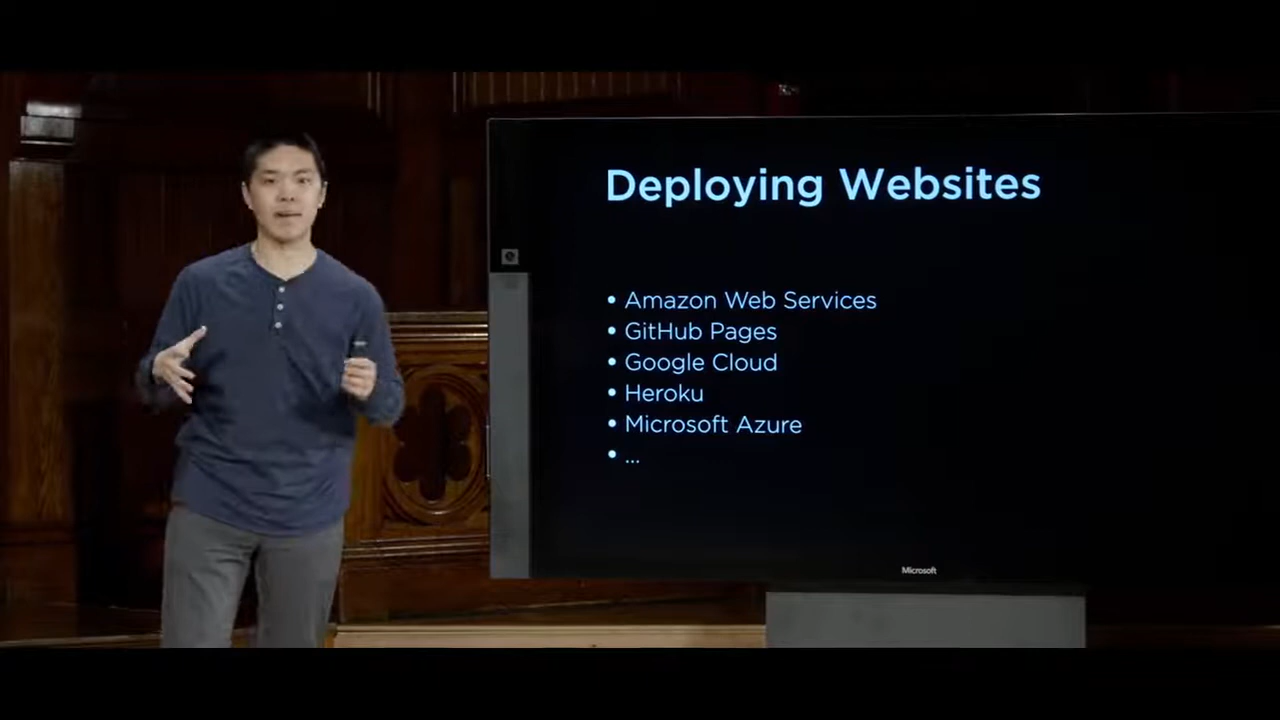 Deploying Websites
• Amazon Web Services
• GitHub Pages
• Google Cloud
• Heroku
• Microsoft Azure
• ...
Microsoft